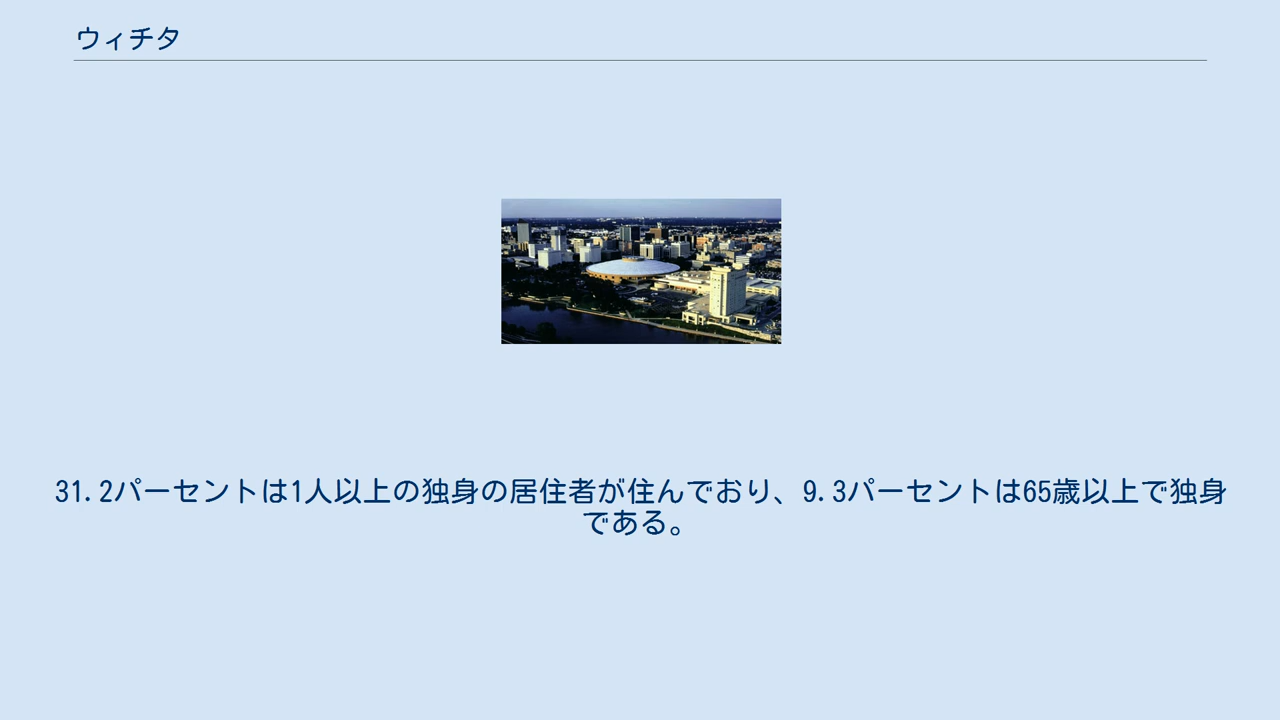 ウィチタ
31.2パーセントは1人以上の独身の居住者が住んでおり、9.3パーセントは65歳以上で独身
である。